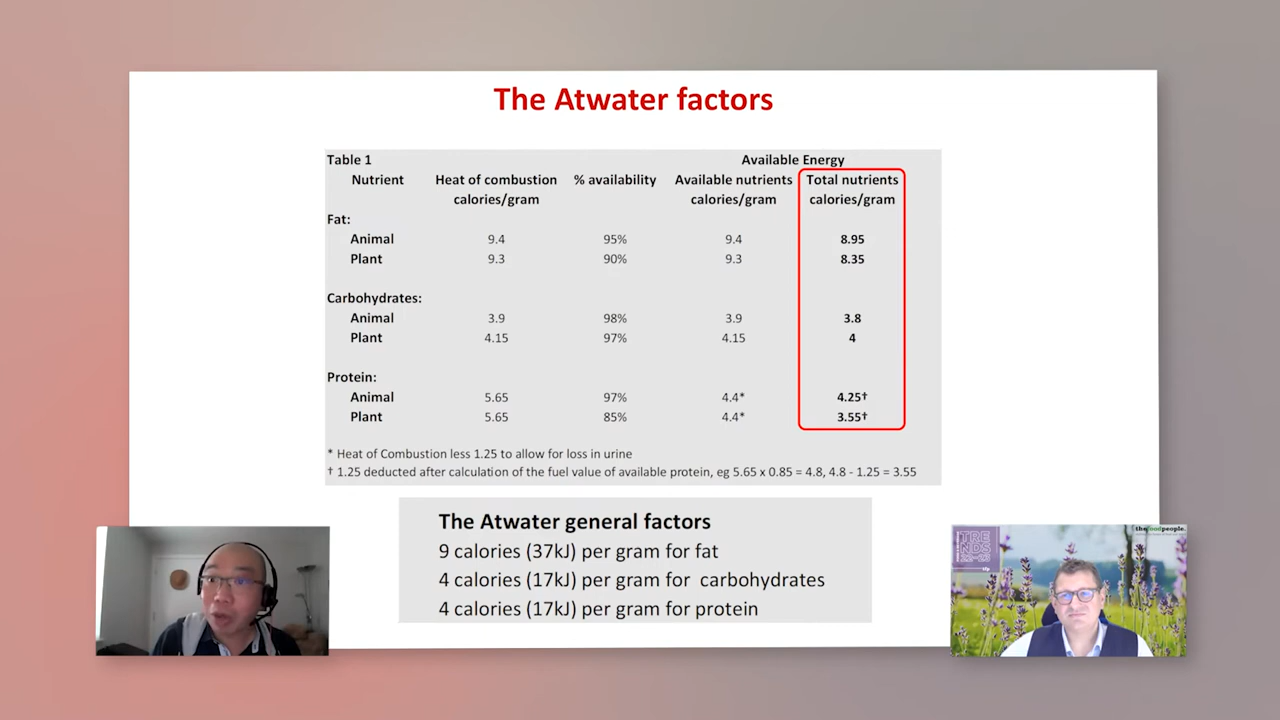 The Atwater factors
Table 1 Available Energy
Nutrient Heat of combustion % availability Available nutrients Total nutrients
calories/gram calories/gram calories/gram
Fat:
Animal 9.4 95% 9.4 8.95
Plant 9.3 90% 9.3 8.35
Carbohydrates:
Animal 3.9 98% 3.9 3.8
Plant 4.15 97% 4.15 4
Protein:
Animal 5.65 97% 4.4* 4.25†
Plant 5.65 85% 4.4* 3.55†
* Heat of Combustion less 1.25 to allow for loss in urine
† 1.25 deducted after calculation of the fuel value of available protein, eg 5.65 x 0.85 = 4.8, 4.8 - 1.25 = 3.55
The Atwater general factors
9 calories (37kJ) per gram for fat
4 calories (17kJ) per gram for carbohydrates
4 calories (17kJ) per gram for protein
thefoodpeople.
TRE
NDS